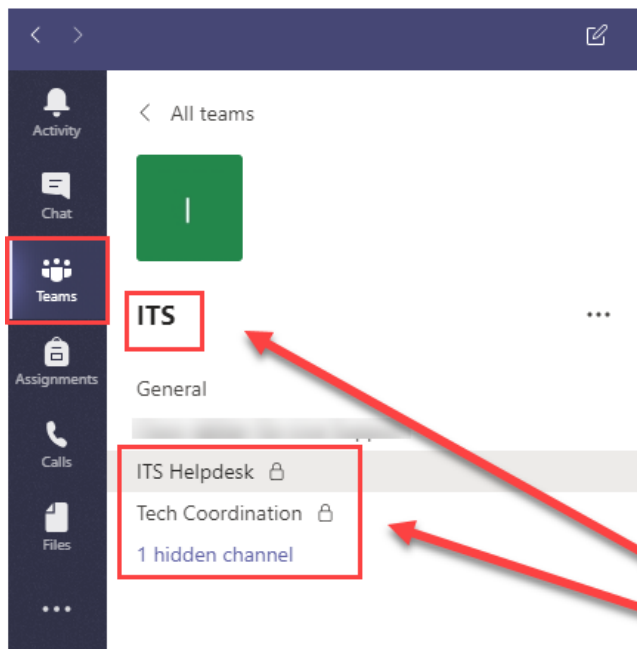 Activity
Chat
Teams
Assignments
Calls
Files
All teams
I
ITS
General
ITS Helpdesk
Tech Coordination
1 hidden channel